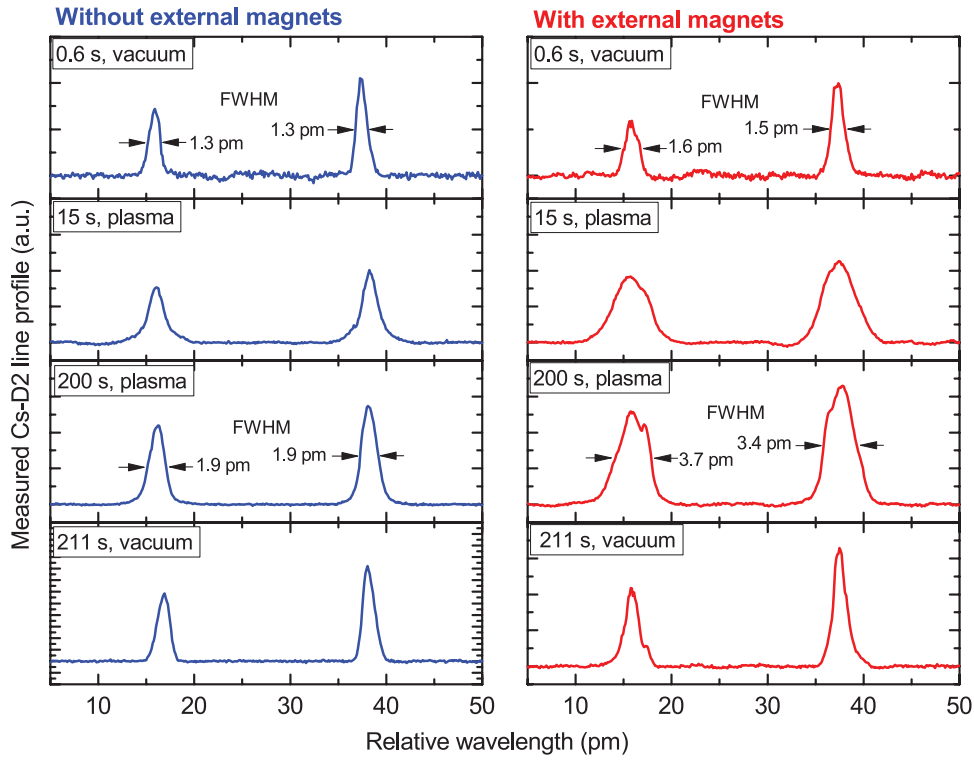 Without external magnets
With external magnets
Measured Cs-D2 line profile (a.u.)
0.6 s, vacuum
FWHM
1.3 pm
1.3 pm
15 s, plasma
200 s, plasma
FWHM
1.9 pm
1.9 pm
211 s, vacuum
10 20 30 40 50
0.6 s, vacuum
FWHM
1.6 pm
1.5 pm
15 s, plasma
200 s, plasma
FWHM
3.7 pm
3.4 pm
211 s, vacuum
10 20 30 40 50
Relative wavelength (pm)